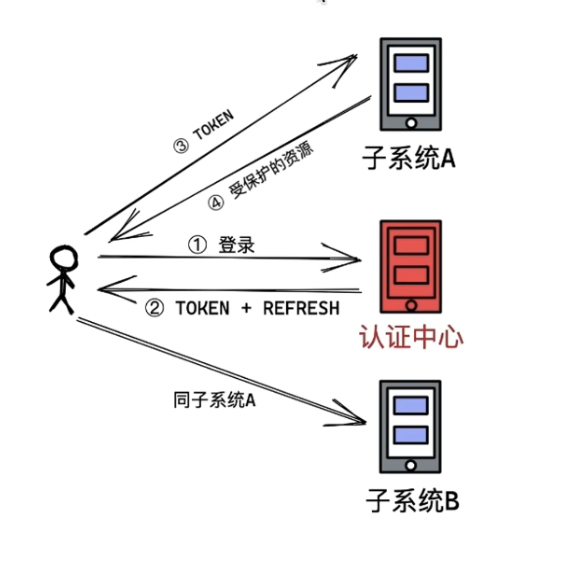 ③ TOKEN
子系统A
④ 受保护的资源
① 登录
② TOKEN + REFRESH
认证中心
同子系统A
子系统B